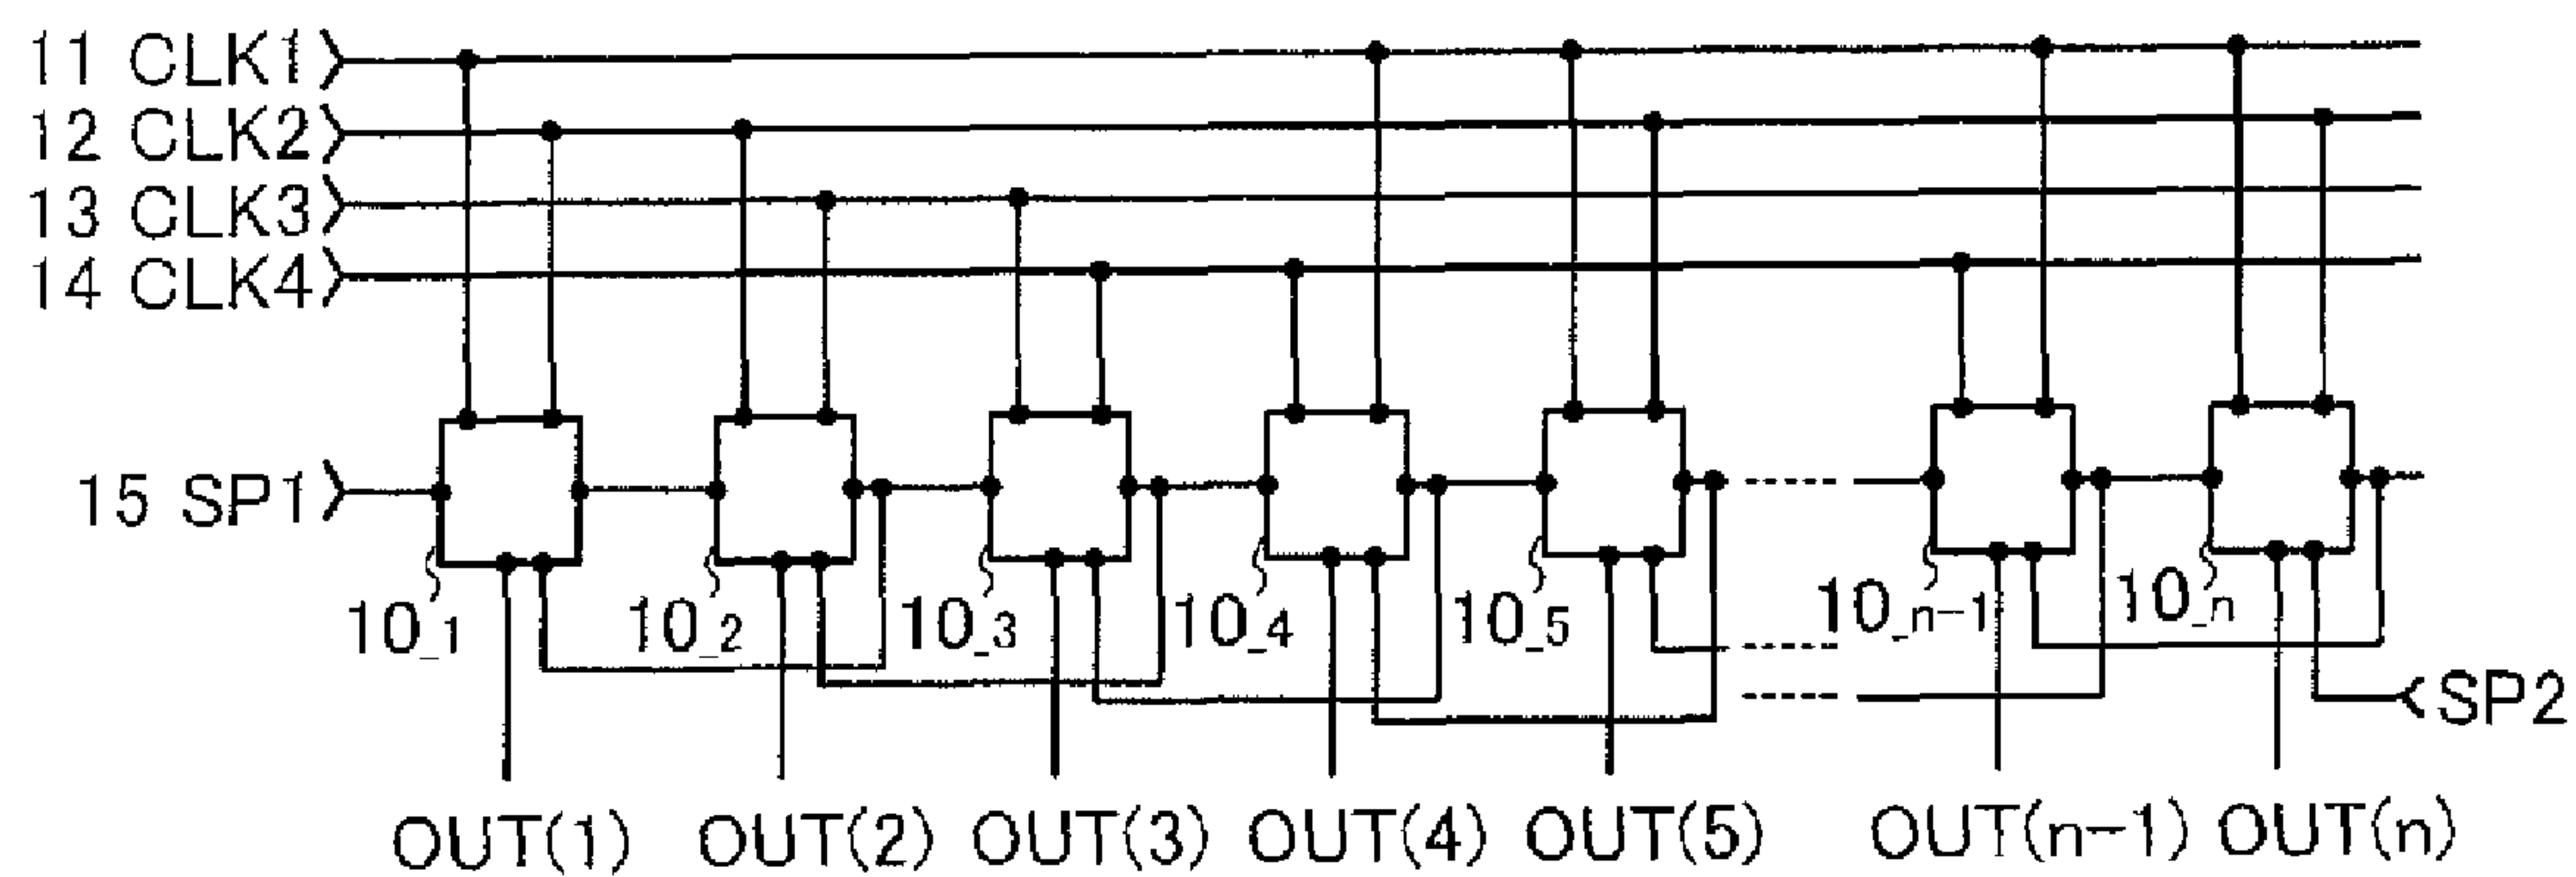 11 CLK1
12 CLK2
13 CLK3
14 CLK4
15 SP1
10_1 10_2 10_3 10_4 10_5 10_n-1 10_n
SP2
OUT(1) OUT(2) OUT(3) OUT(4) OUT(5) OUT(n-1) OUT(n)